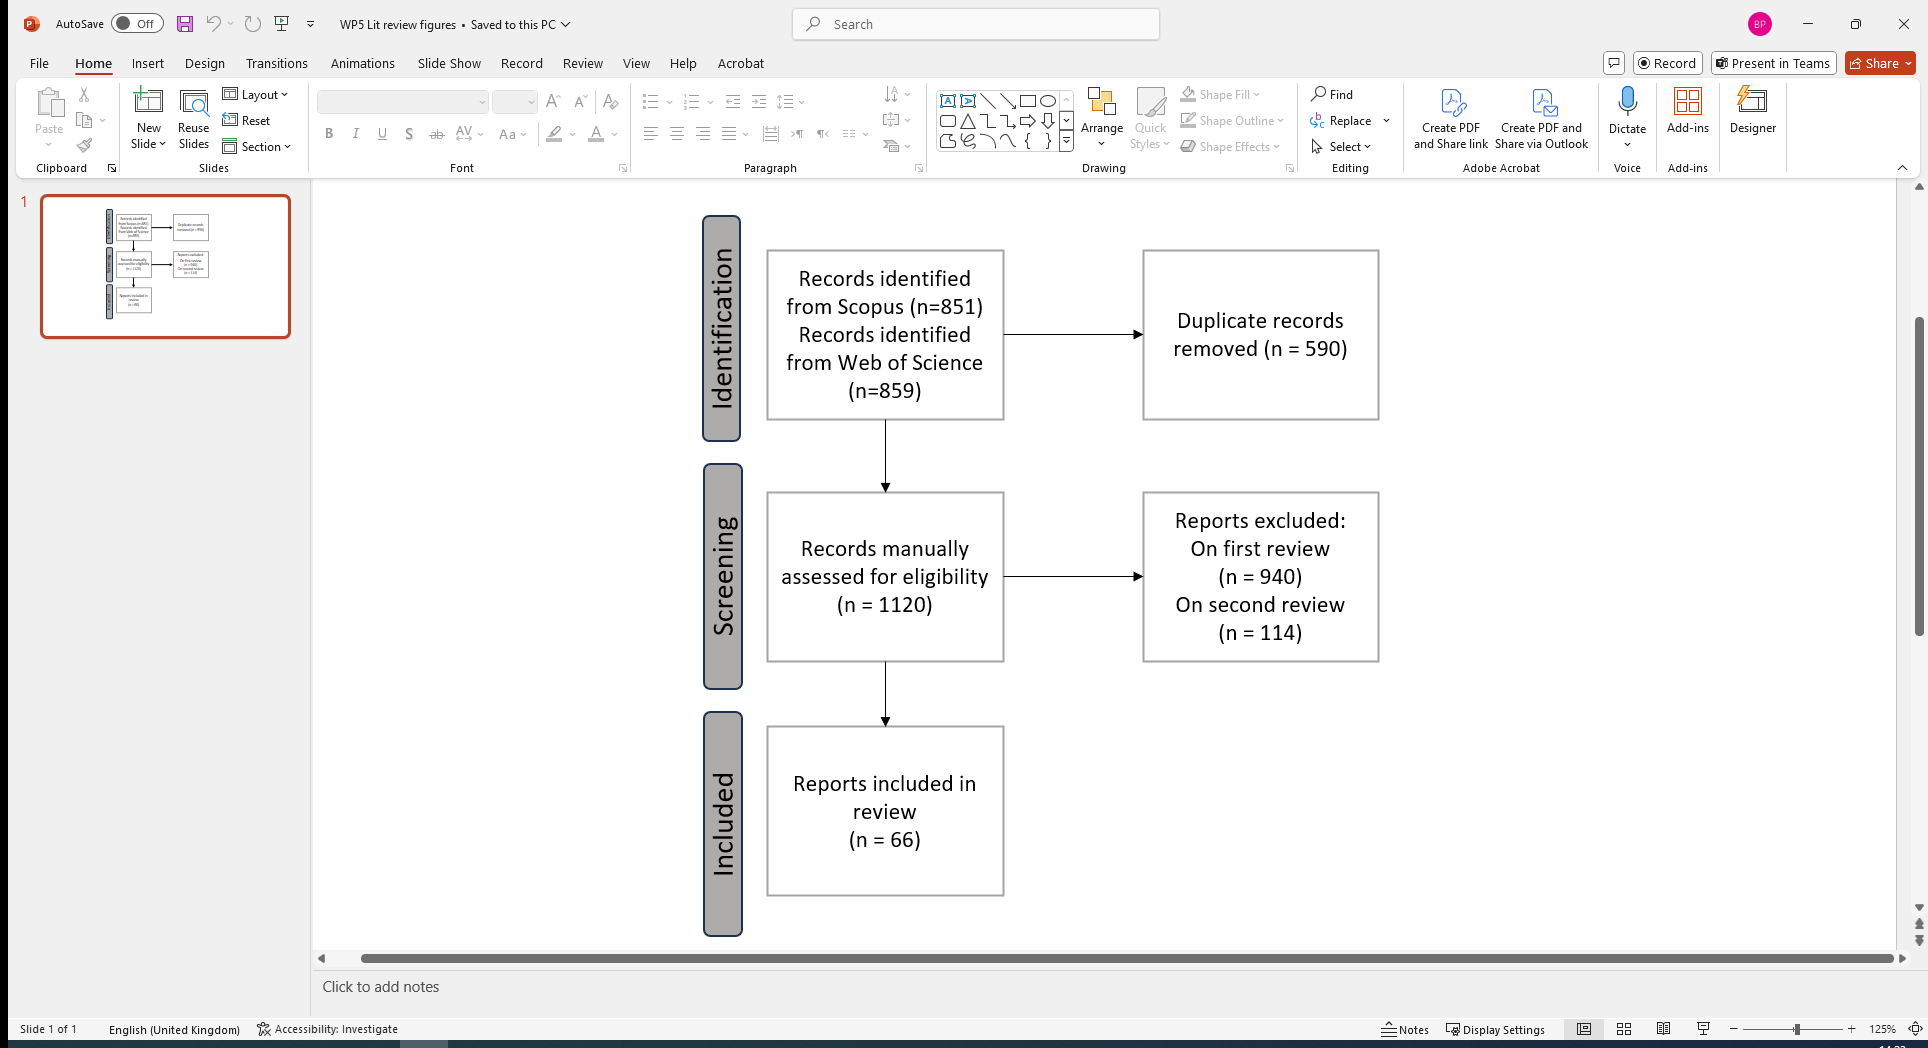 AutoSave Off WP5 Lit review figures • Saved to this PC Search BP
File Home Insert Design Transitions Animations Slide Show Record Review View Help Acrobat Record Present in Teams Share
Paste
Clipboard
New Slide
Reuse Slides
Layout
Reset
Section
Slides
B I U S ab AV Aa A
Font
Paragraph
Arrange
Quick Styles
Shape Fill
Shape Outline
Shape Effects
Drawing
Find
Replace
Select
Editing
Create PDF and Share link
Create PDF and Share via Outlook
Adobe Acrobat
Dictate
Voice
Add-ins
Add-ins
Designer
1
Identification
Records identified
from Scopus (n=851)
Records identified
from Web of Science
(n=859)
Duplicate records
removed (n = 590)
Screening
Records manually
assessed for eligibility
(n = 1120)
Reports excluded:
On first review
(n = 940)
On second review
(n = 114)
Included
Reports included in
review
(n = 66)
Click to add notes
Slide 1 of 1 English (United Kingdom) Accessibility: Investigate Notes Display Settings 125%